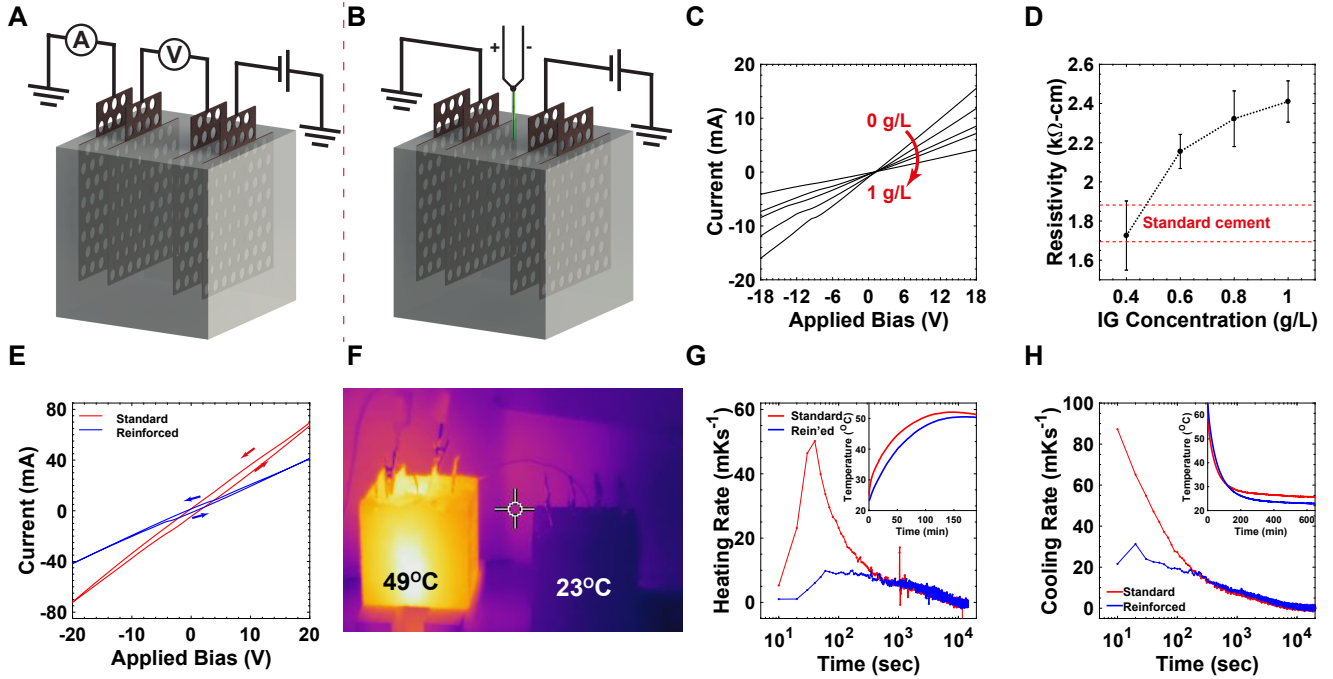 A
A
V
B
+
-
C
Current (mA)
20
10
0
-10
-20
0 g/L
1 g/L
-18
-12
-6
0
6
12
18
Applied Bias (V)
D
Resistivity (kΩ-cm)
2.6
2.4
2.2
2
1.8
1.6
Standard cement
0.4
0.6
0.8
1
IG Concentration (g/L)
E
Current (mA)
80
40
0
-40
-80
Standard
Reinforced
-20
-10
0
10
20
Applied Bias (V)
F
49°C
23°C
G
Heating Rate (mKs⁻¹)
60
40
20
0
Standard
Rein'ed
Temperature (°C)
60
50
40
30
20
0
50
100
150
Time (min)
10¹
10²
10³
10⁴
Time (sec)
H
Cooling Rate (mKs⁻¹)
100
80
60
40
20
0
Temperature (°C)
70
60
50
40
30
20
0
200
400
600
Time (min)
Standard
Reinforced
10¹
10²
10³
10⁴
Time (sec)